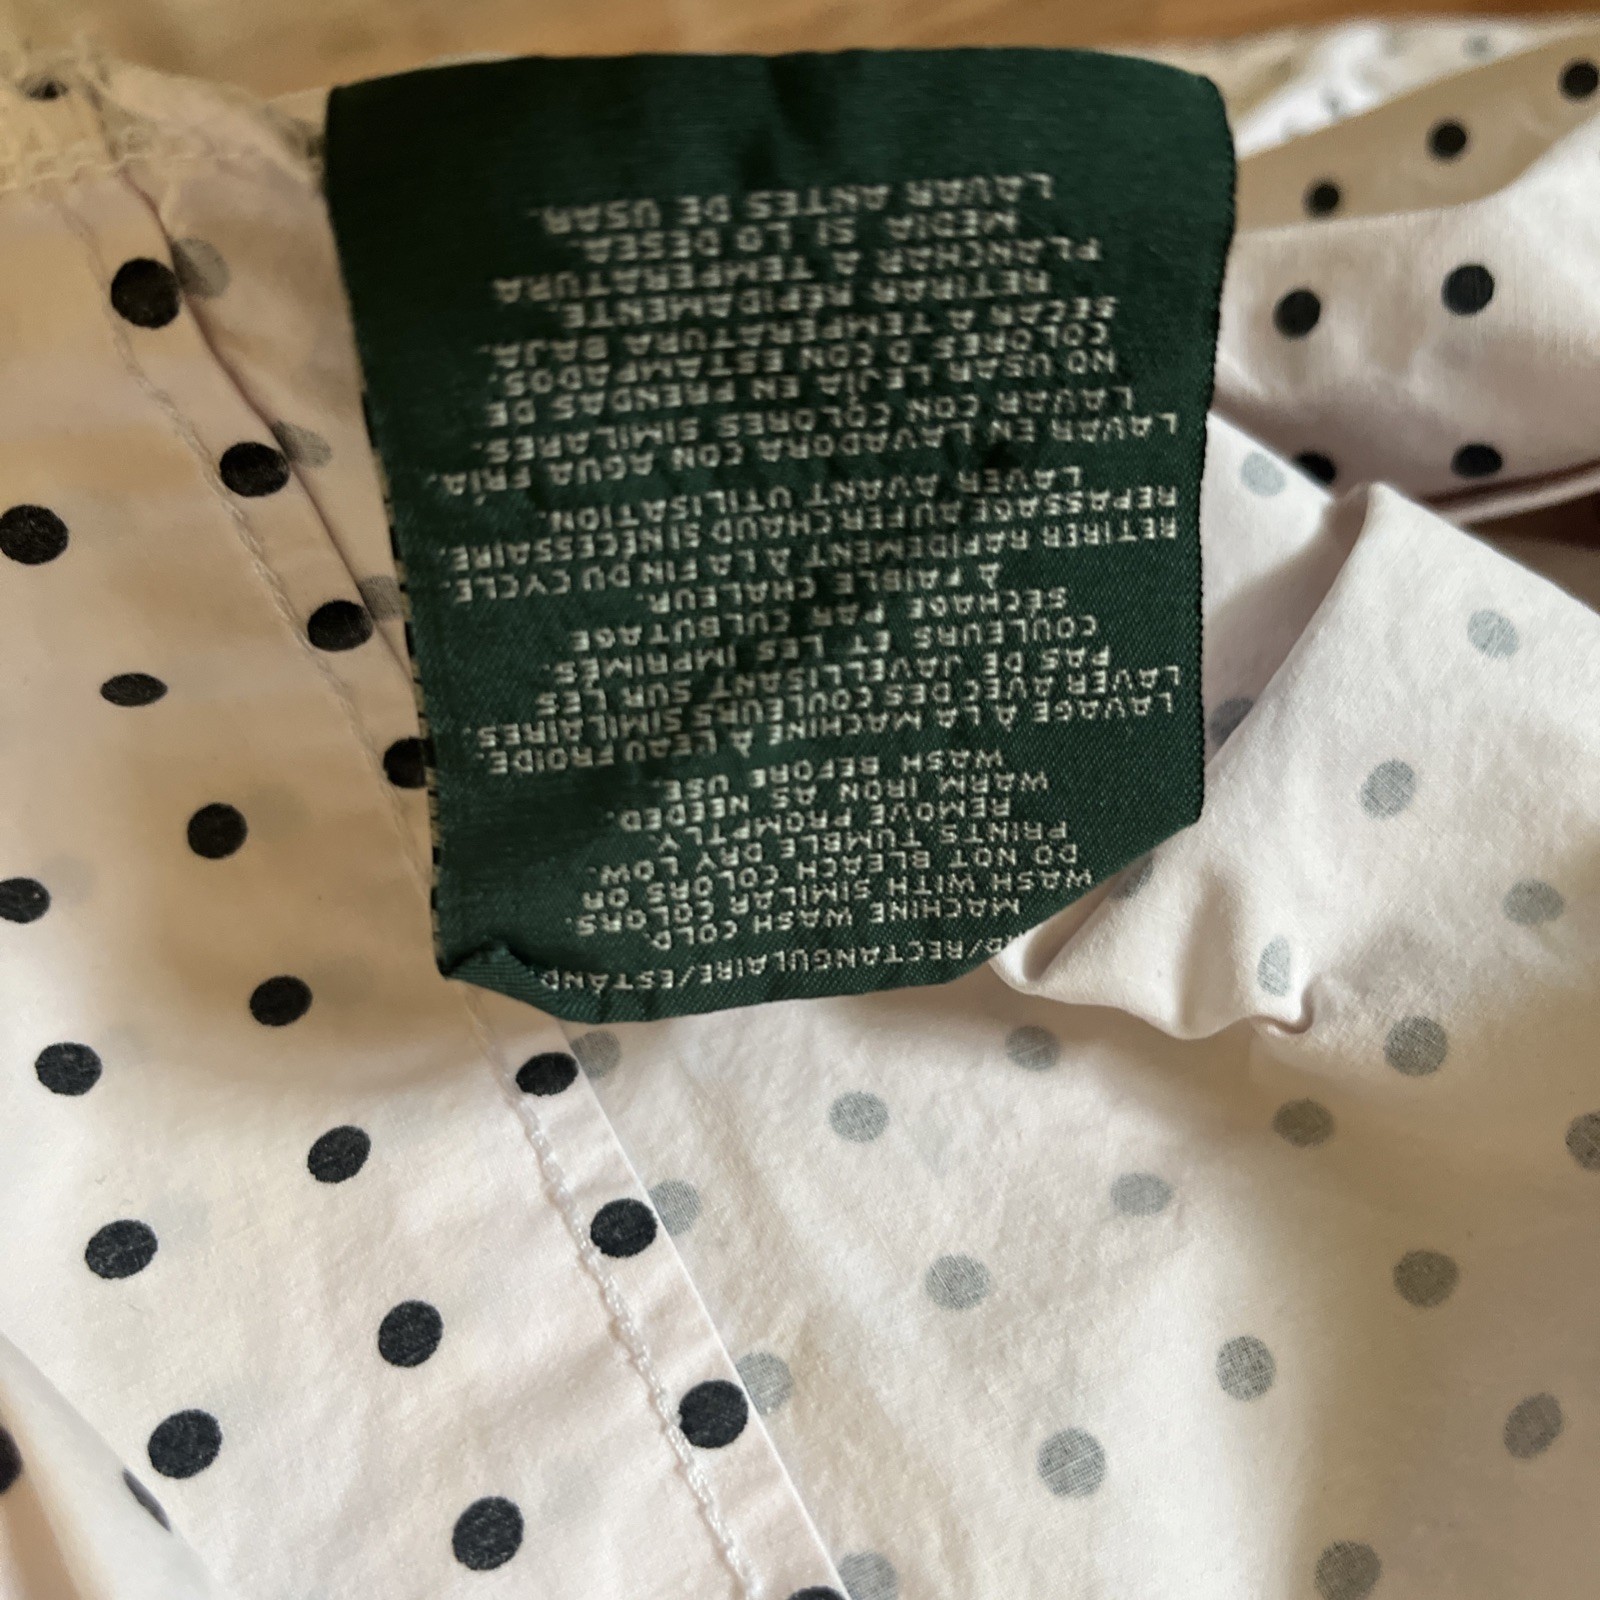 RD/RECTANGULAIRE/ESTAND
MACHINE WASH COLD
WASH WITH SIMILAR COLORS.
DO NOT BLEACH COLORS OR
PRINTS TUMBLE DRY LOW.
REMOVE PROMPTLY
WARM IRON AS NEEDED.
WASH BEFORE USE
LAVAGE À LA MACHINE À L'EAU FROIDE.
LAVER AVEC DES COULEURS SIMILAIRES.
PAS DE JAVELLISANT SUR LES
COULEURS ET LES IMPRIMÉS.
SÉCHAGE PAR CULBUTAGE
À FAIBLE CHALEUR.
RETIRER RAPIDEMENT À LA FIN DU CYCLE.
REPASSAGE AU FER CHAUD SI NÉCESSAIRE.
LAVER AVANT UTILISATION.
LAVAR EN LAVADORA CON AGUA FRÍA.
LAVAR CON COLORES SIMILARES.
NO USAR LEJÍA EN PRENDAS DE
COLORES O CON ESTAMPADOS.
SECAR A TEMPERATURA BAJA.
RETIRAR RÉPIDAMENTE.
PLANCHAR A TEMPERATURA
MEDIA SI LO DESEA.
LAVAR ANTES DE USAR.